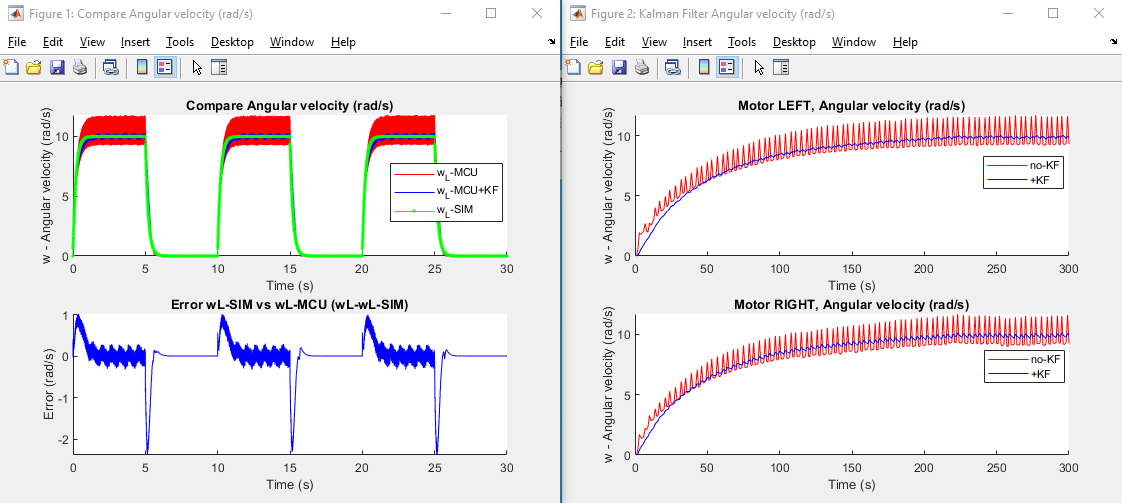 Figure 1: Compare Angular velocity (rad/s)
File Edit View Insert Tools Desktop Window Help
Compare Angular velocity (rad/s)
w - Angular velocity (rad/s)
10
5
0
wL-MCU
wL-MCU+KF
wL-SIM
0 5 10 15 20 25 30
Time (s)
Error wL-SIM vs wL-MCU (wL-wL-SIM)
Error (rad/s)
1
0
-1
-2
0 5 10 15 20 25 30
Time (s)
Figure 2: Kalman Filter Angular velocity (rad/s)
File Edit View Insert Tools Desktop Window Help
Motor LEFT, Angular velocity (rad/s)
w - Angular velocity (rad/s)
10
5
0
no-KF
+KF
0 50 100 150 200 250 300
Time (s)
Motor RIGHT, Angular velocity (rad/s)
w - Angular velocity (rad/s)
10
5
0
no-KF
+KF
0 50 100 150 200 250 300
Time (s)